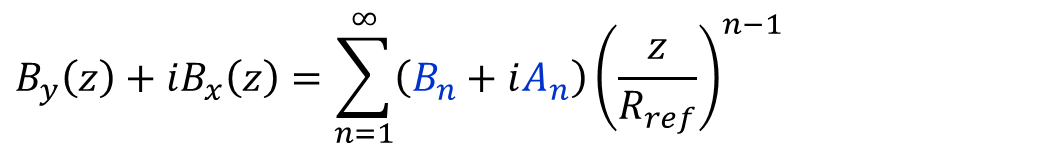 B_y(z) + iB_x(z) = \sum_{n=1}^{\infty} (B_n + iA_n) \left( \frac{z}{R_{ref}} \right)^{n-1}